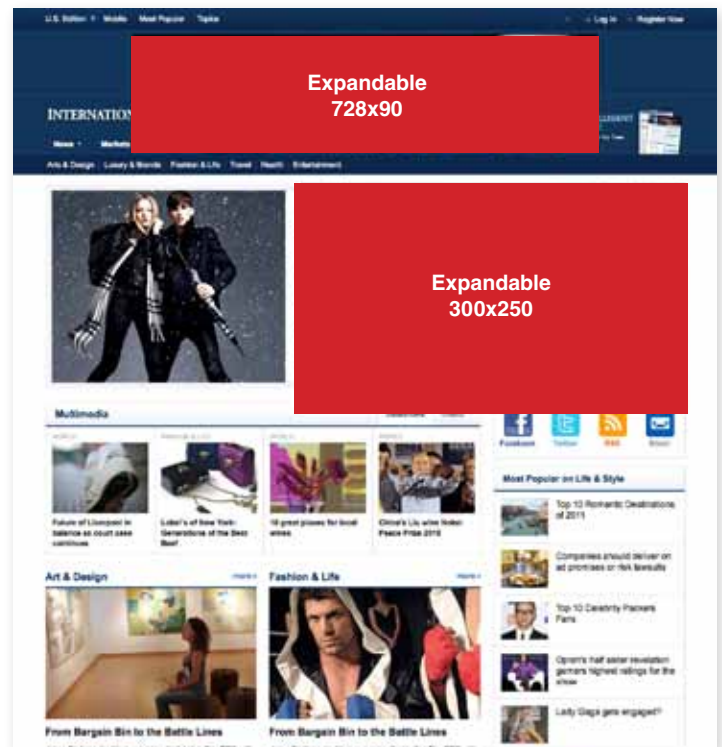 U.S. Edition Mobile Most Popular Topics
Log In Register Now
Expandable
728x90
INTERNATIO
News Markets
Arts & Design Luxury & Brands Fashion & Life Travel Health Entertainment
Expandable
300x250
Multimedia
Facebook Twitter RSS Email
Future of Liverpool in
balance as court case
continues
Label's of New York-
Generations of the Best
Beef
10 great places for local
wines
China's Liu wins Nobel
Peace Prize 2010
Most Popular on Life & Style
Top 10 Romantic Destinations
of 2011
Companies should deliver on
ad promises or risk lawsuits
Top 10 Celebrity Packers
Fans
Oprah's half sister revelation
garners highest ratings for the
show
Lady Gaga gets engaged?
Art & Design more
Fashion & Life more
From Bargain Bin to the Battle Lines
From Bargain Bin to the Battle Lines